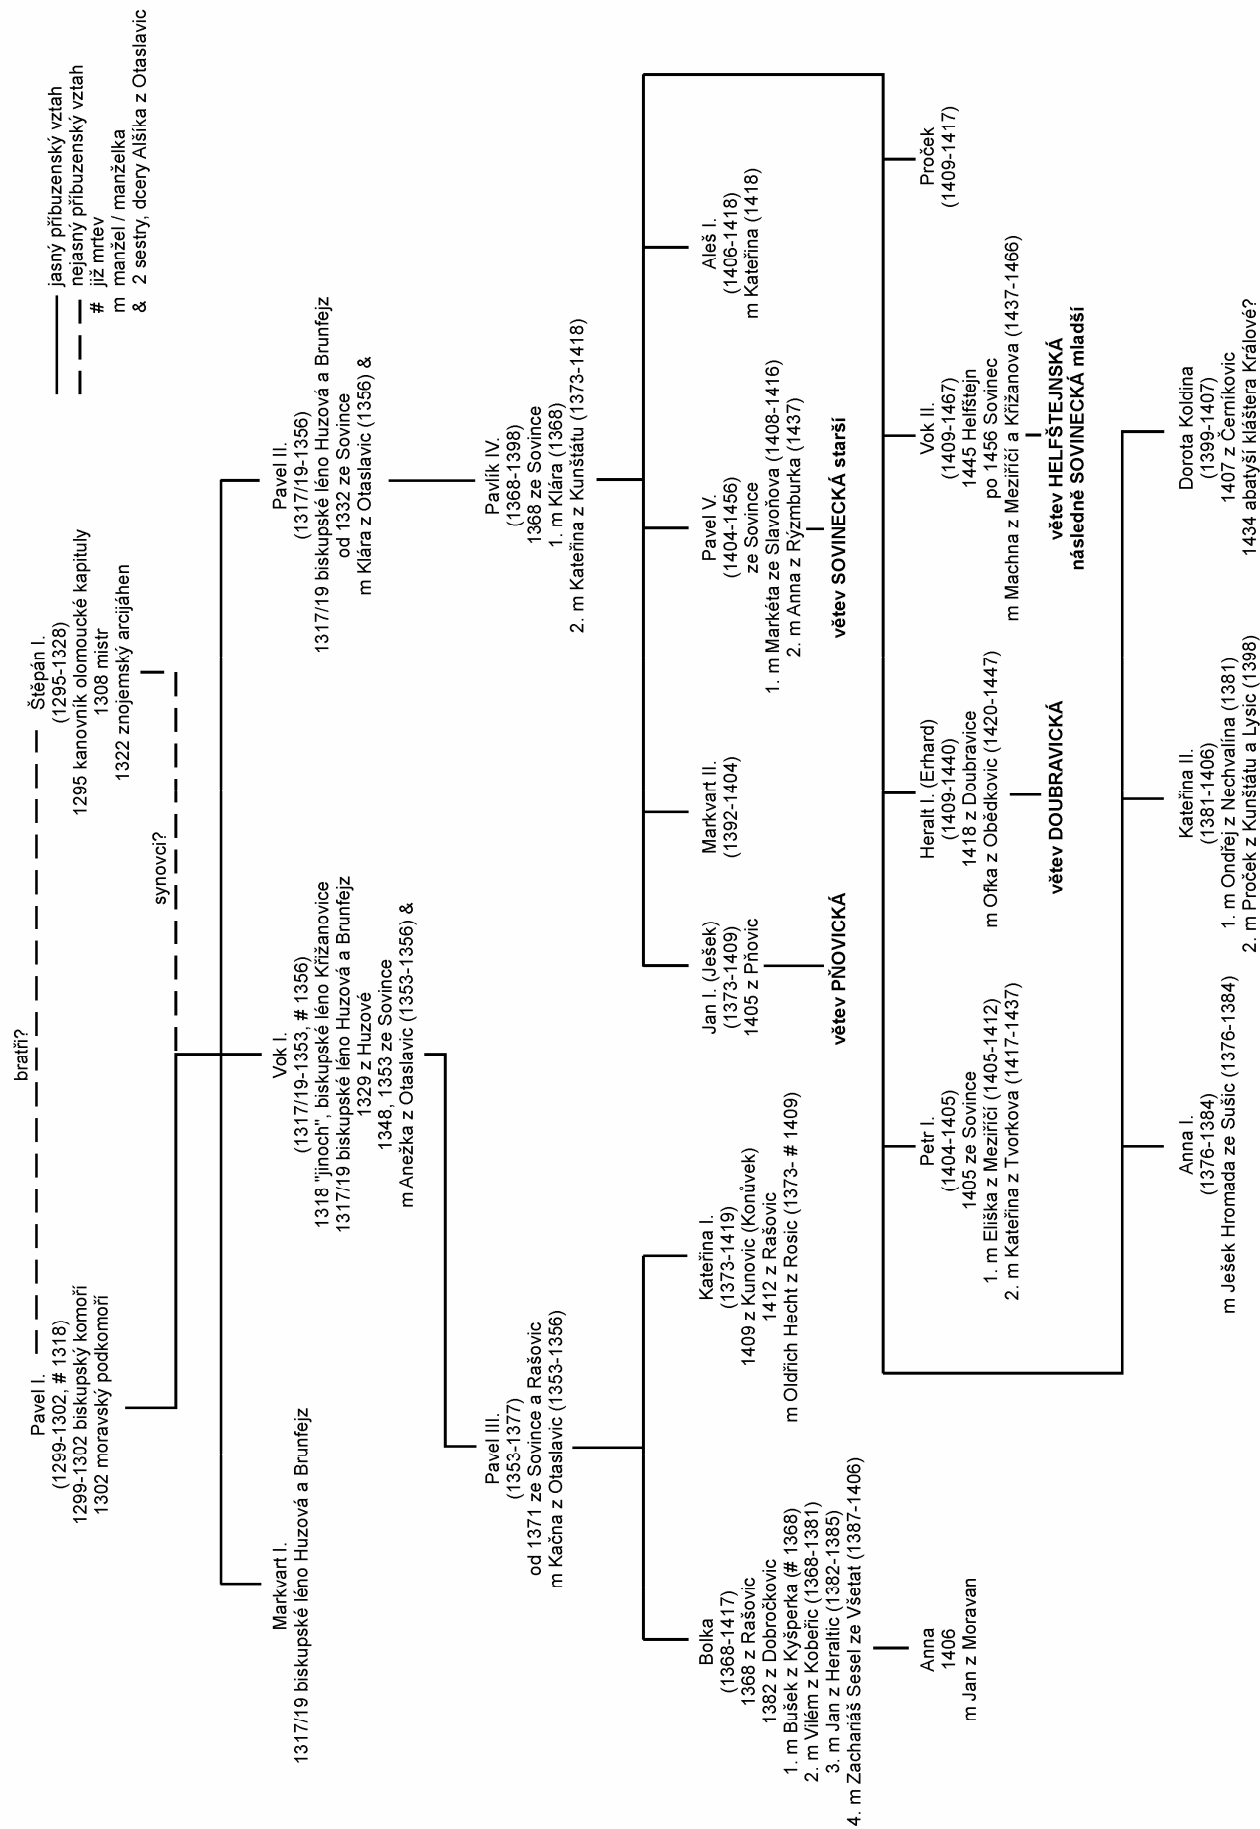 jasný příbuzenský vztah
nejasný příbuzenský vztah
# již mrtev
m manžel / manželka
& 2 sestry, dcery Alšíka z Otaslavic
bratři?
Pavel I.
(1299-1302, # 1318)
1299-1302 biskupský komoří
1302 moravský podkomoří
Štěpán I.
(1295-1328)
1295 kanovník olomoucké kapituly
1308 mistr
1322 znojemský arcijáhen
synovci?
Markvart I.
1317/19 biskupské léno Huzová a Brunfejz
Vok I.
(1317/19-1353, # 1356)
1318 "jinoch", biskupské léno Křižanovice
1317/19 biskupské léno Huzová a Brunfejz
1329 z Huzové
1348, 1353 ze Sovince
m Anežka z Otaslavic (1353-1356) &
Pavel II.
(1317/19-1356)
1317/19 biskupské léno Huzová a Brunfejz
od 1332 ze Sovince
m Klára z Otaslavic (1356) &
Pavel III.
(1353-1377)
od 1371 ze Sovince a Rašovic
m Kačna z Otaslavic (1353-1356)
Pavlík IV.
(1368-1398)
1368 ze Sovince
1. m Klára (1368)
2. m Kateřina z Kunštátu (1373-1418)
Bolka
(1368-1417)
1368 z Rašovic
1382 z Dobročkovic
1. m Bušek z Kyšperka (# 1368)
2. m Vilém z Kobeřic (1368-1381)
3. m Jan z Heraltic (1382-1385)
4. m Zachariáš Sesel ze Všetat (1387-1406)
Kateřina I.
(1373-1419)
1409 z Kunovic (Konůvek)
1412 z Rašovic
m Oldřich Hecht z Rosic (1373- # 1409)
Jan I. (Ješek)
(1373-1409)
1405 z Pňovic
větev PŇOVICKÁ
Markvart II.
(1392-1404)
Pavel V.
(1404-1456)
ze Sovince
1. m Markéta ze Slavoňova (1408-1416)
2. m Anna z Rýzmburka (1437)
větev SOVINECKÁ starší
Aleš I.
(1406-1418)
m Kateřina (1418)
Anna
1406
m Jan z Moravan
Petr I.
(1404-1405)
1405 ze Sovince
1. m Eliška z Meziříčí (1405-1412)
2. m Kateřina z Tvorkova (1417-1437)
Heralt I. (Erhard)
(1409-1440)
1418 z Doubravice
m Ofka z Obědkovic (1420-1447)
větev DOUBRAVICKÁ
Vok II.
(1409-1467)
1445 Helfštejn
po 1456 Sovinec
m Machna z Meziříčí a Křižanova (1437-1466)
větev HELFŠTEJNSKÁ
následně SOVINECKÁ mladší
Proček
(1409-1417)
Anna I.
(1376-1384)
m Ješek Hromada ze Sušic (1376-1384)
Kateřina II.
(1381-1406)
1. m Ondřej z Nechvalína (1381)
2. m Proček z Kunštátu a Lysic (1398)
Dorota Koldina
(1399-1407)
1407 z Černíkovic
1434 abatyší kláštera Králové?